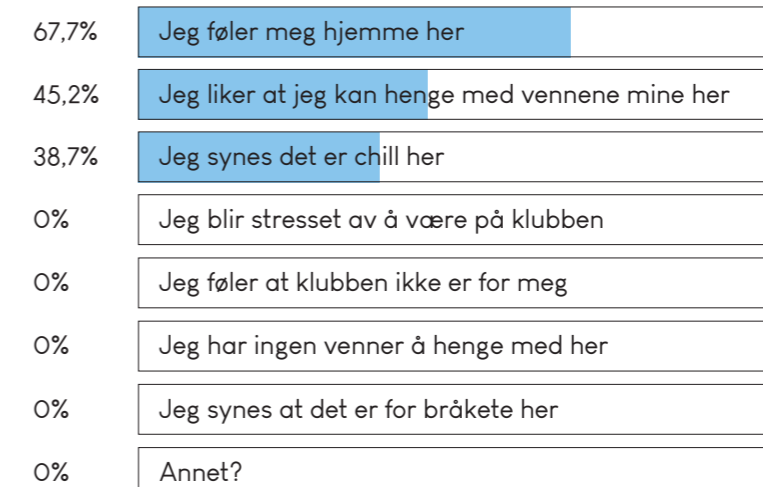 67,7% Jeg føler meg hjemme her
45,2% Jeg liker at jeg kan henge med vennene mine her
38,7% Jeg synes det er chill her
0% Jeg blir stresset av å være på klubben
0% Jeg føler at klubben ikke er for meg
0% Jeg har ingen venner å henge med her
0% Jeg synes at det er for bråkete her
0% Annet?